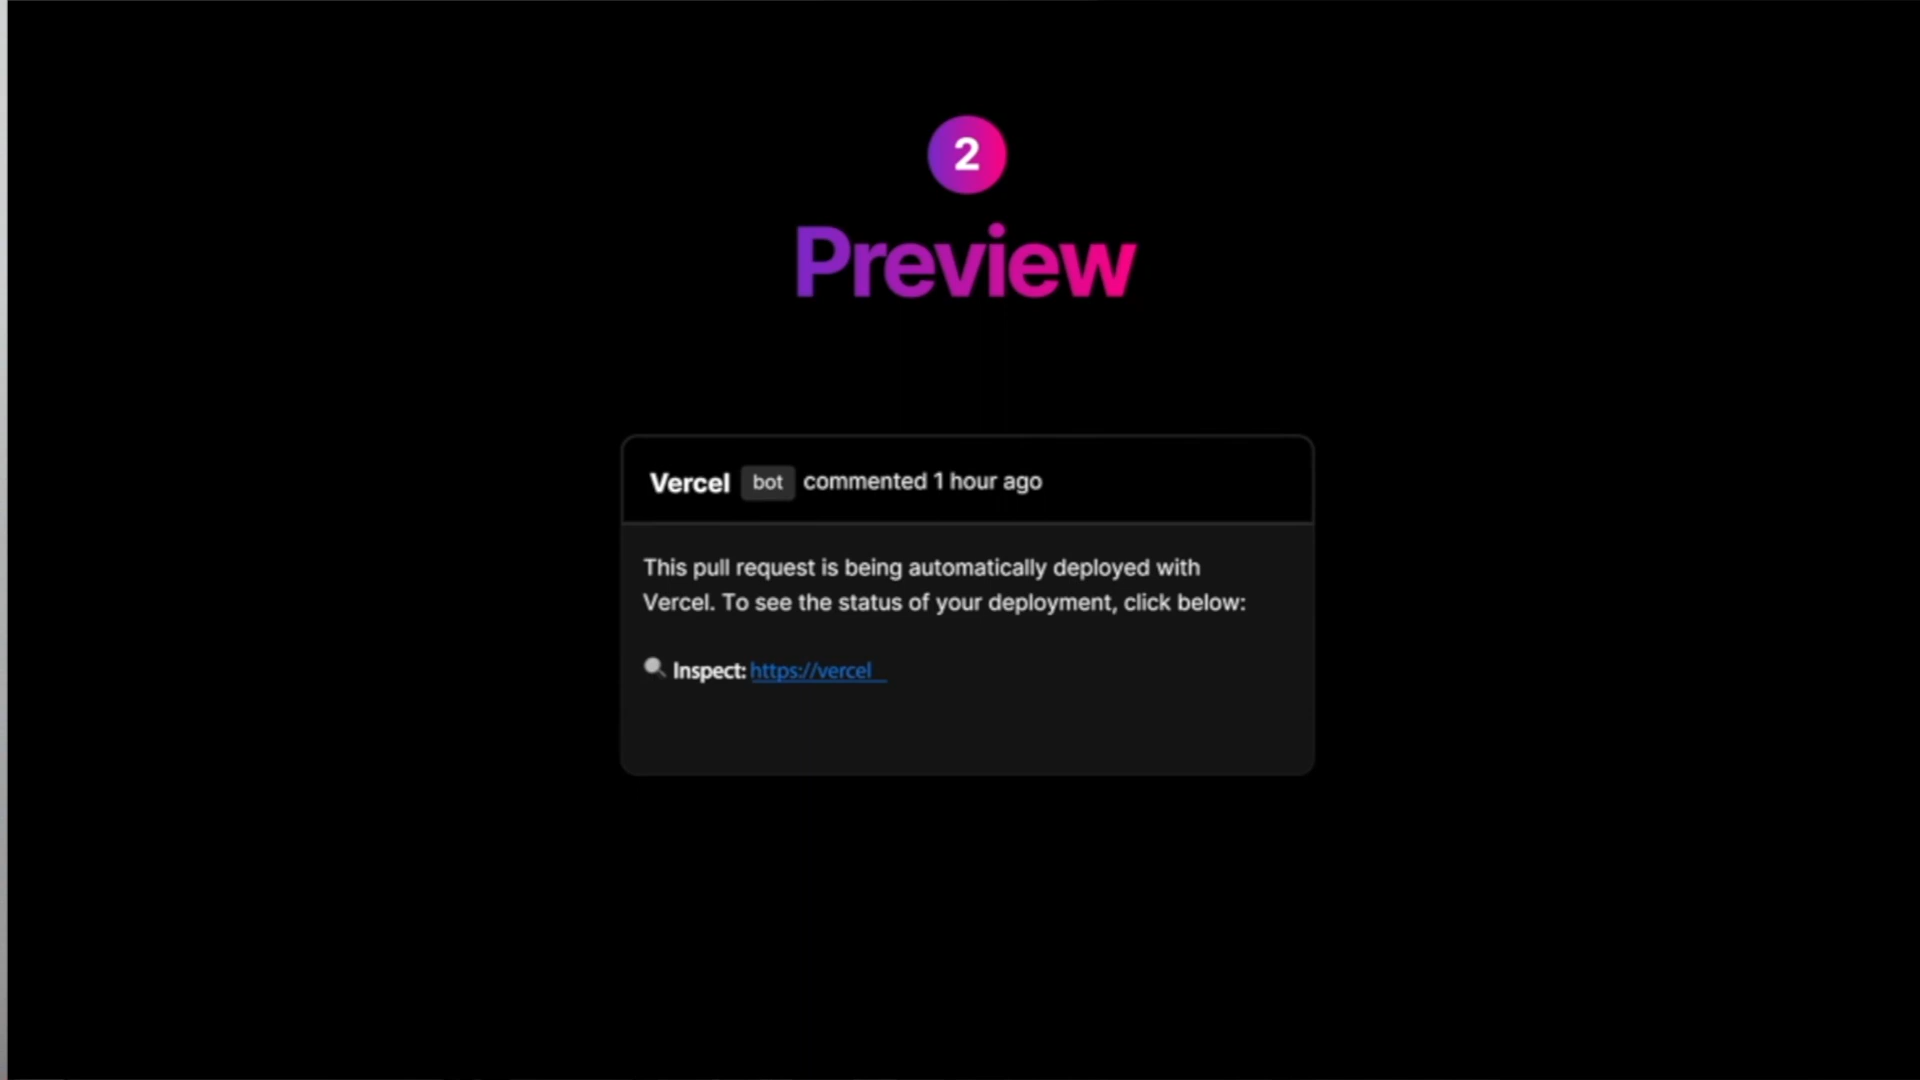 2
Preview
Vercel bot commented 1 hour ago
This pull request is being automatically deployed with
Vercel. To see the status of your deployment, click below:
Inspect: https://vercel